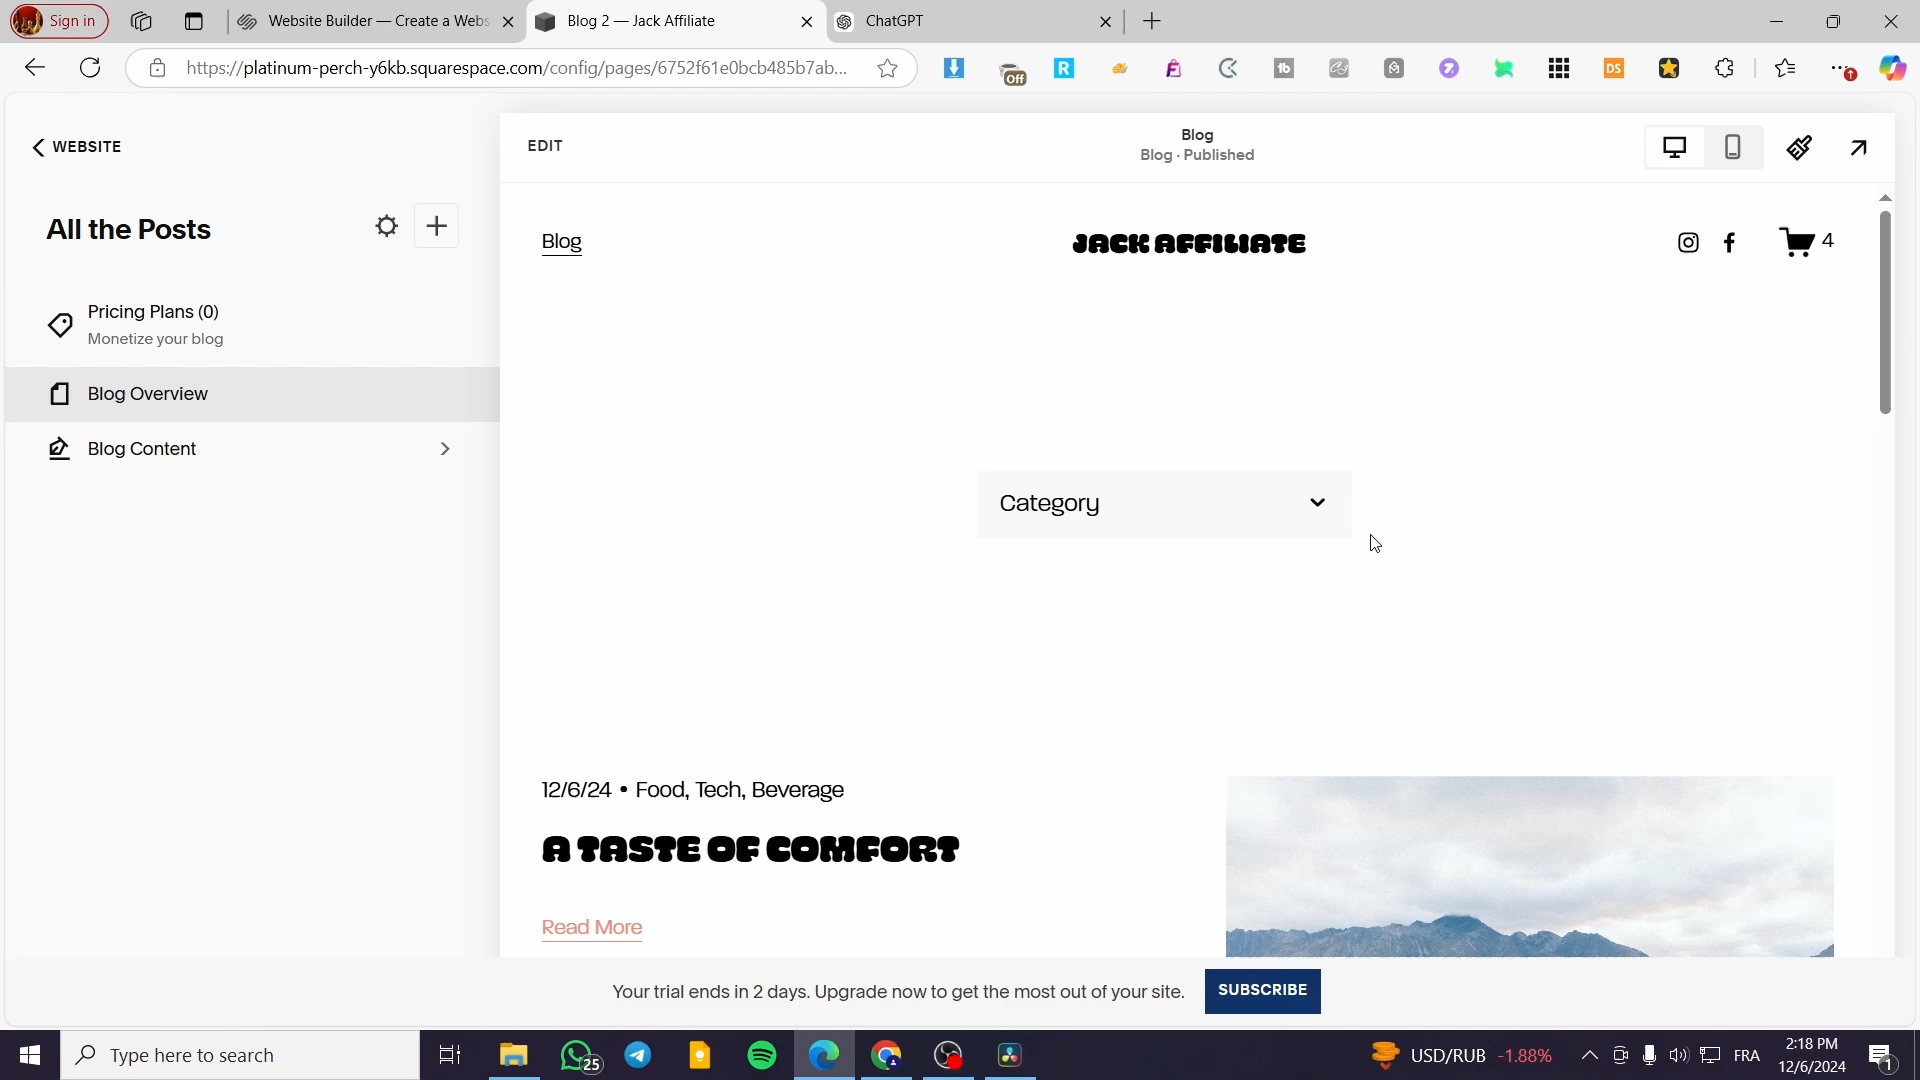 Sign in
Website Builder — Create a Webs
Blog 2 — Jack Affiliate
ChatGPT
https://platinum-perch-y6kb.squarespace.com/config/pages/6752f61e0bcb485b7ab...
Off
R
tb
DS
WEBSITE
EDIT
Blog
Blog · Published
All the Posts
Blog
JACK AFFILIATE
4
Pricing Plans (0)
Monetize your blog
Blog Overview
Blog Content
Category
12/6/24 • Food, Tech, Beverage
A TASTE OF COMFORT
Read More
Your trial ends in 2 days. Upgrade now to get the most out of your site.
SUBSCRIBE
Type here to search
25
USD/RUB -1.88%
FRA
2:18 PM
12/6/2024
1